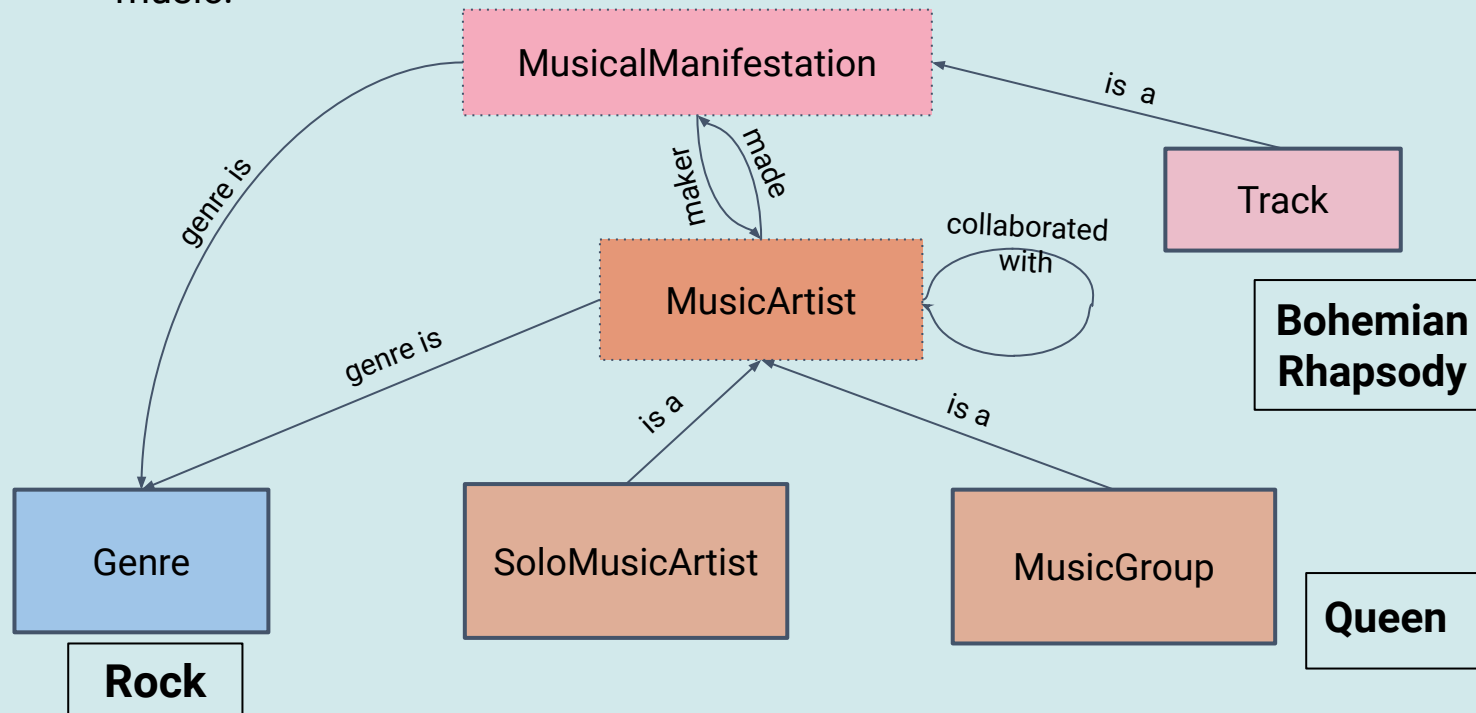 music.
MusicalManifestation
is a
genre is
maker
made
Track
collaborated
with
MusicArtist
Bohemian
Rhapsody
genre is
is a
is a
Genre
SoloMusicArtist
MusicGroup
Queen
Rock